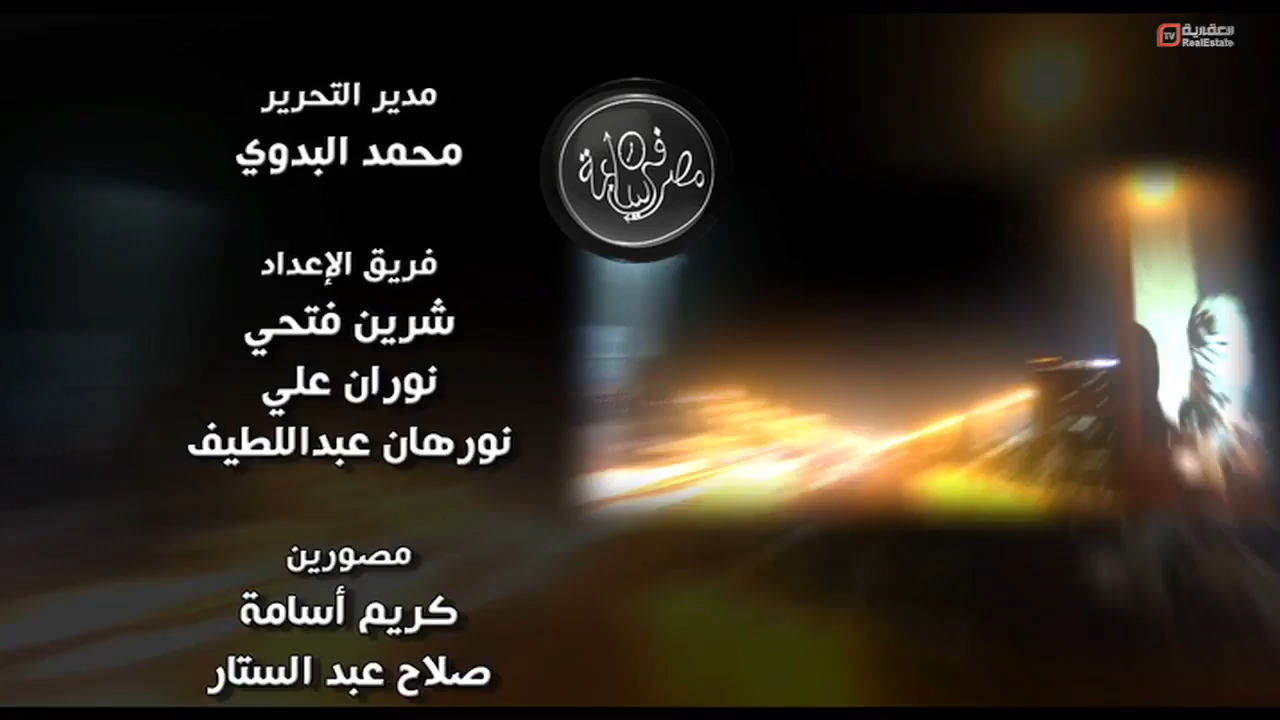 العقارية
TV
RealEstate
مدير التحرير
محمد البدوي
مصر في ساعة
فريق الإعداد
شرين فتحي
نوران علي
نورهان عبداللطيف
مصورين
كريم أسامة
صلاح عبد الستار